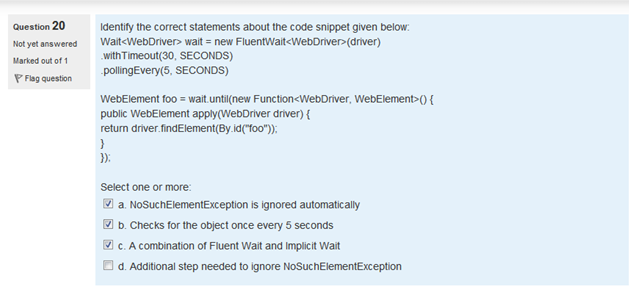 Question 20
Not yet answered
Marked out of 1
Flag question
Identify the correct statements about the code snippet given below:
Wait<WebDriver> wait = new FluentWait<WebDriver>(driver)
.withTimeout(30, SECONDS)
.pollingEvery(5, SECONDS)
WebElement foo = wait.until(new Function<WebDriver, WebElement>() {
public WebElement apply(WebDriver driver) {
return driver.findElement(By.id("foo"));
}
});
Select one or more:
a. NoSuchElementException is ignored automatically
b. Checks for the object once every 5 seconds
c. A combination of Fluent Wait and Implicit Wait
d. Additional step needed to ignore NoSuchElementException